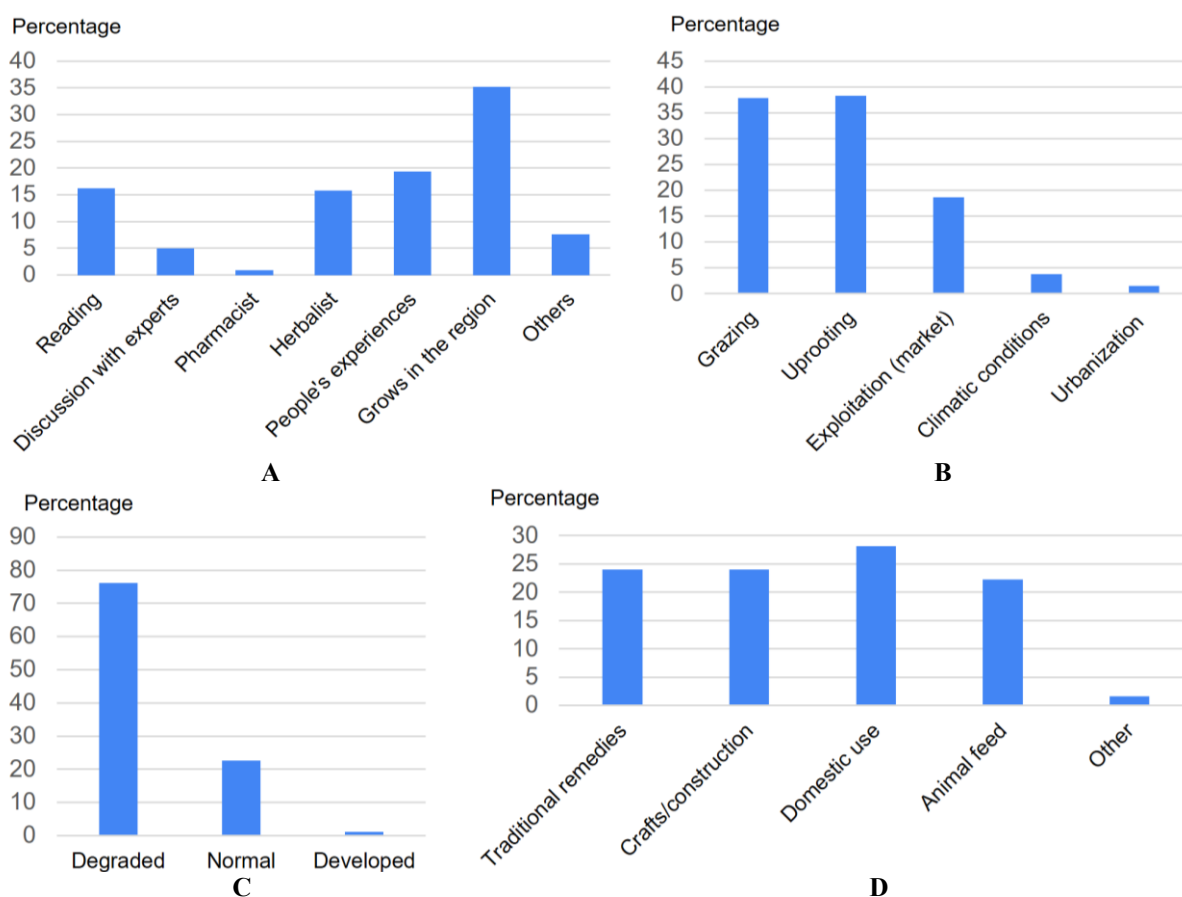 Percentage
40
35
30
25
20
15
10
5
0
Reading
Discussion with experts
Pharmacist
Herbalist
People's experiences
Grows in the region
Others
A
Percentage
45
40
35
30
25
20
15
10
5
0
Grazing
Uprooting
Exploitation (market)
Climatic conditions
Urbanization
B
Percentage
90
80
70
60
50
40
30
20
10
0
Degraded Normal Developed
C
Percentage
30
25
20
15
10
5
0
Traditional remedies
Crafts/construction
Domestic use
Animal feed
Other
D